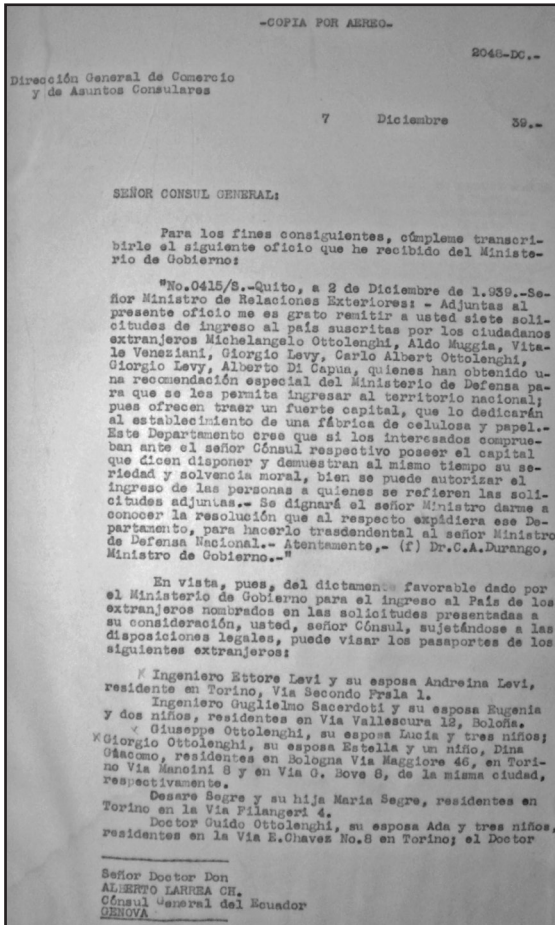 -COPIA POR AEREO-
2048-DC.-
Dirección General de Comercio
y de Asuntos Consulares
7 Diciembre 39.-
SEÑOR CONSUL GENERAL:
Para los fines consiguientes, cúmpleme transcri-
birle el siguiente oficio que he recibido del Ministe-
rio de Gobierno:
"No.0415/S.-Quito, a 2 de Diciembre de 1.939.-Se-
ñor Ministro de Relaciones Exteriores: - Adjuntas al
presente oficio me es grato remitir a usted siete soli-
citudes de ingreso al país suscritas por los ciudadanos
extranjeros Michelangelo Ottolenghi, Aldo Muggia, Vita-
le Veneziani, Giorgio Levy, Carlo Albert Ottolenghi,
Giorgio Levy, Alberto Di Capua, quienes han obtenido u-
na recomendación especial del Ministerio de Defensa pa-
ra que se les permita ingresar al territorio nacional;
pues ofrecen traer un fuerte capital, que lo dedicarán
al establecimiento de una fábrica de celulosa y papel.-
Este Departamento cree que si los interesados comprue-
ban ante el señor Cónsul respectivo poseer el capital
que dicen disponer y demuestran al mismo tiempo su se-
riedad y solvencia moral, bien se puede autorizar el
ingreso de las personas a quienes se refieren las soli-
citudes adjuntas.- Se dignará el señor Ministro darme a
conocer la resolución que al respecto expidiera ese De-
partamento, para hacerlo trasdendental al señor Ministro
de Defensa Nacional.- Atentamente,- (f) Dr.C.A.Durango,
Ministro de Gobierno.-"
En vista, pues, del dictamen favorable dado por
el Ministerio de Gobierno para el ingreso al País de los
extranjeros nombrados en las solicitudes presentadas a
su consideración, usted, señor Cónsul, sujetándose a las
disposiciones legales, puede visar los pasaportes de los
siguientes extranjeros:
x Ingeniero Ettore Levi y su esposa Andreina Levi,
residente en Torino, Via Secondo Frsla 1.
Ingeniero Guglielmo Sacerdoti y su esposa Eugenia
y dos niños, residentes en Via Vallescura 12, Boloña.
x Giuseppe Ottolenghi, su esposa Lucia y tres niños;
x Giorgio Ottolenghi, su esposa Estella y un niño, Dina
Giacomo, residentes en Bologna Via Maggiore 46, en Tori-
no Via Mancini 8 y en Via G. Bove 8, de la misma ciudad,
respectivamente.
Desare Segre y su hija Maria Segre, residentes en
Torino en la Via Filangeri 4.
Doctor Guido Ottolenghi, su esposa Ada y tres niños,
residentes en la Via E.Chavez No.8 en Torino; el Doctor
Señor Doctor Don
ALBERTO LARREA CH.
Cónsul General del Ecuador
GENOVA